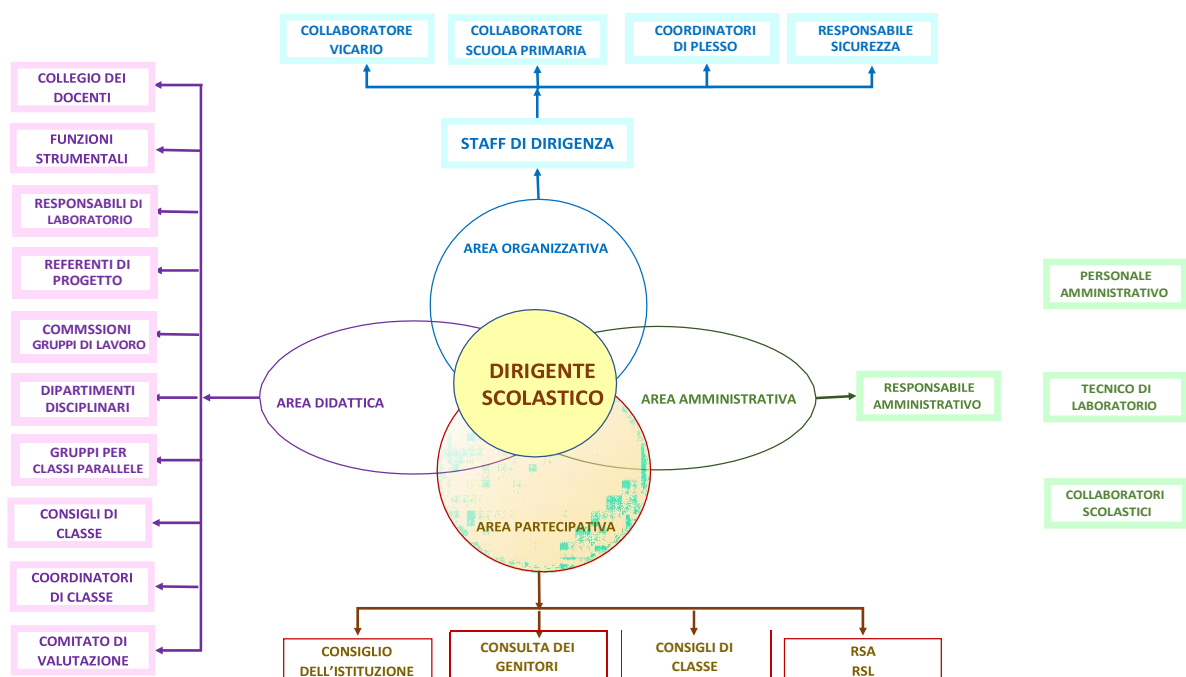 COLLABORATORE
VICARIO
COLLABORATORE
SCUOLA PRIMARIA
COORDINATORI
DI PLESSO
RESPONSABILE
SICUREZZA
STAFF DI DIRIGENZA
COLLEGIO DEI
DOCENTI
FUNZIONI
STRUMENTALI
RESPONSABILI DI
LABORATORIO
REFERENTI DI
PROGETTO
COMMSSIONI
GRUPPI DI LAVORO
DIPARTIMENTI
DISCIPLINARI
GRUPPI PER
CLASSI PARALLELE
CONSIGLI DI
CLASSE
COORDINATORI
DI CLASSE
COMITATO DI
VALUTAZIONE
AREA ORGANIZZATIVA
AREA DIDATTICA
DIRIGENTE
SCOLASTICO
AREA AMMINISTRATIVA
AREA PARTECIPATIVA
RESPONSABILE
AMMINISTRATIVO
PERSONALE
AMMINISTRATIVO
TECNICO DI
LABORATORIO
COLLABORATORI
SCOLASTICI
CONSIGLIO
DELL'ISTITUZIONE
CONSULTA DEI
GENITORI
CONSIGLI DI
CLASSE
RSA
RSL